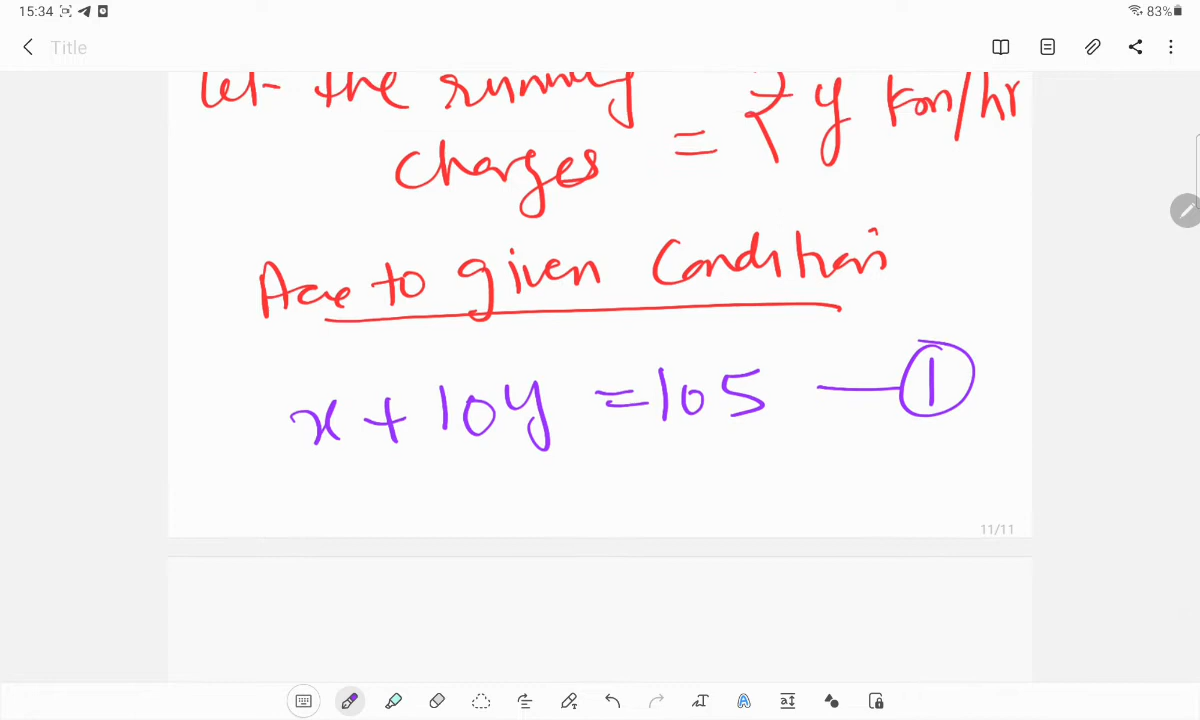 15:34
83%
Title
let the running
charges = ₹ y km/hr
Acc to given Condition
x + 10y = 105 — ①
11/11